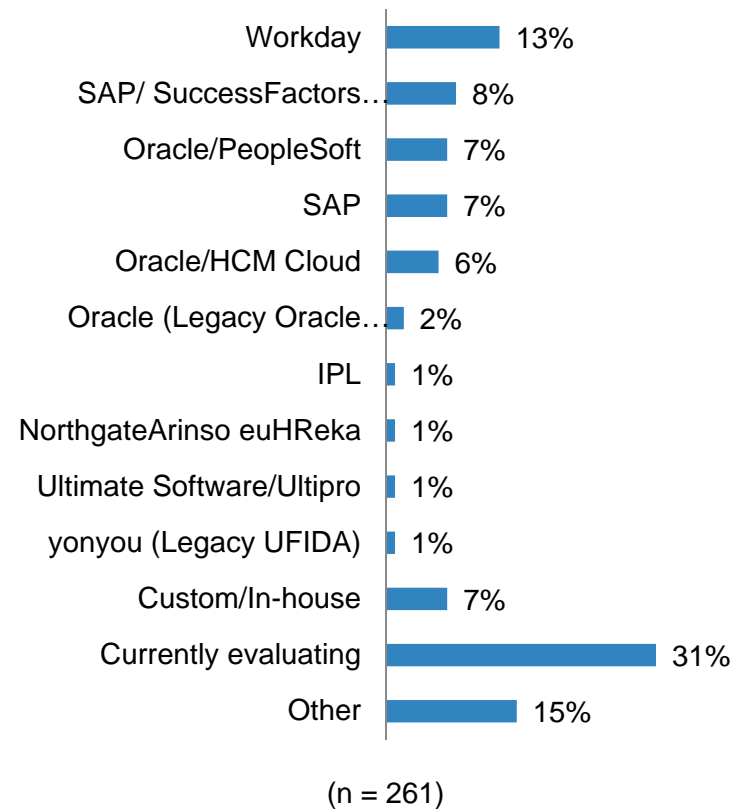 Workday 13%
SAP/ SuccessFactors… 8%
Oracle/PeopleSoft 7%
SAP 7%
Oracle/HCM Cloud 6%
Oracle (Legacy Oracle… 2%
IPL 1%
NorthgateArinso euHReka 1%
Ultimate Software/Ultipro 1%
yonyou (Legacy UFIDA) 1%
Custom/In-house 7%
Currently evaluating 31%
Other 15%
(n = 261)